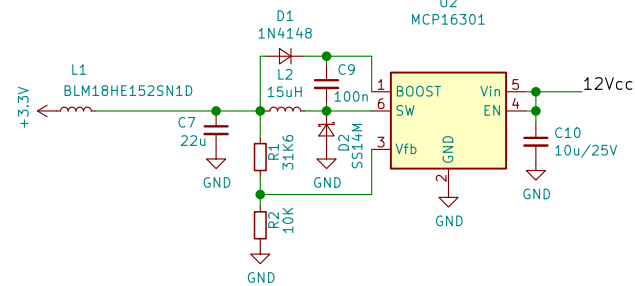 U2
MCP16301
D1
1N4148
L1
BLM18HE152SN1D
L2
15uH
C9
100n
+3.3V
C7
22u
GND
R1
31K6
D2
SS14M
GND
1
BOOST
6
SW
3
Vfb
GND
2
GND
Vin
5
EN
4
12Vcc
C10
10u/25V
GND
R2
10K
GND